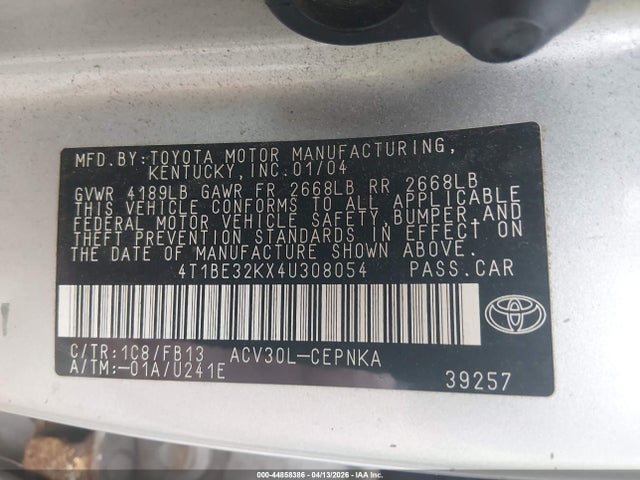 MFD.BY:TOYOTA MOTOR MANUFACTURING,
KENTUCKY,INC.01/04
GVWR 4189LB GAWR FR 2668LB RR 2668LB
THIS VEHICLE CONFORMS TO ALL APPLICABLE
FEDERAL MOTOR VEHICLE SAFETY,BUMPER,AND
THEFT PREVENTION STANDARDS IN EFFECT ON
THE DATE OF MANUFACTURE SHOWN ABOVE.
4T1BE32KX4U308054 PASS.CAR
C/TR:1C8/FB13 ACV30L-CEPNKA
A/TM:-01A/U241E
39257
000-44858386 - 04/13/2026 - IAAI.COM